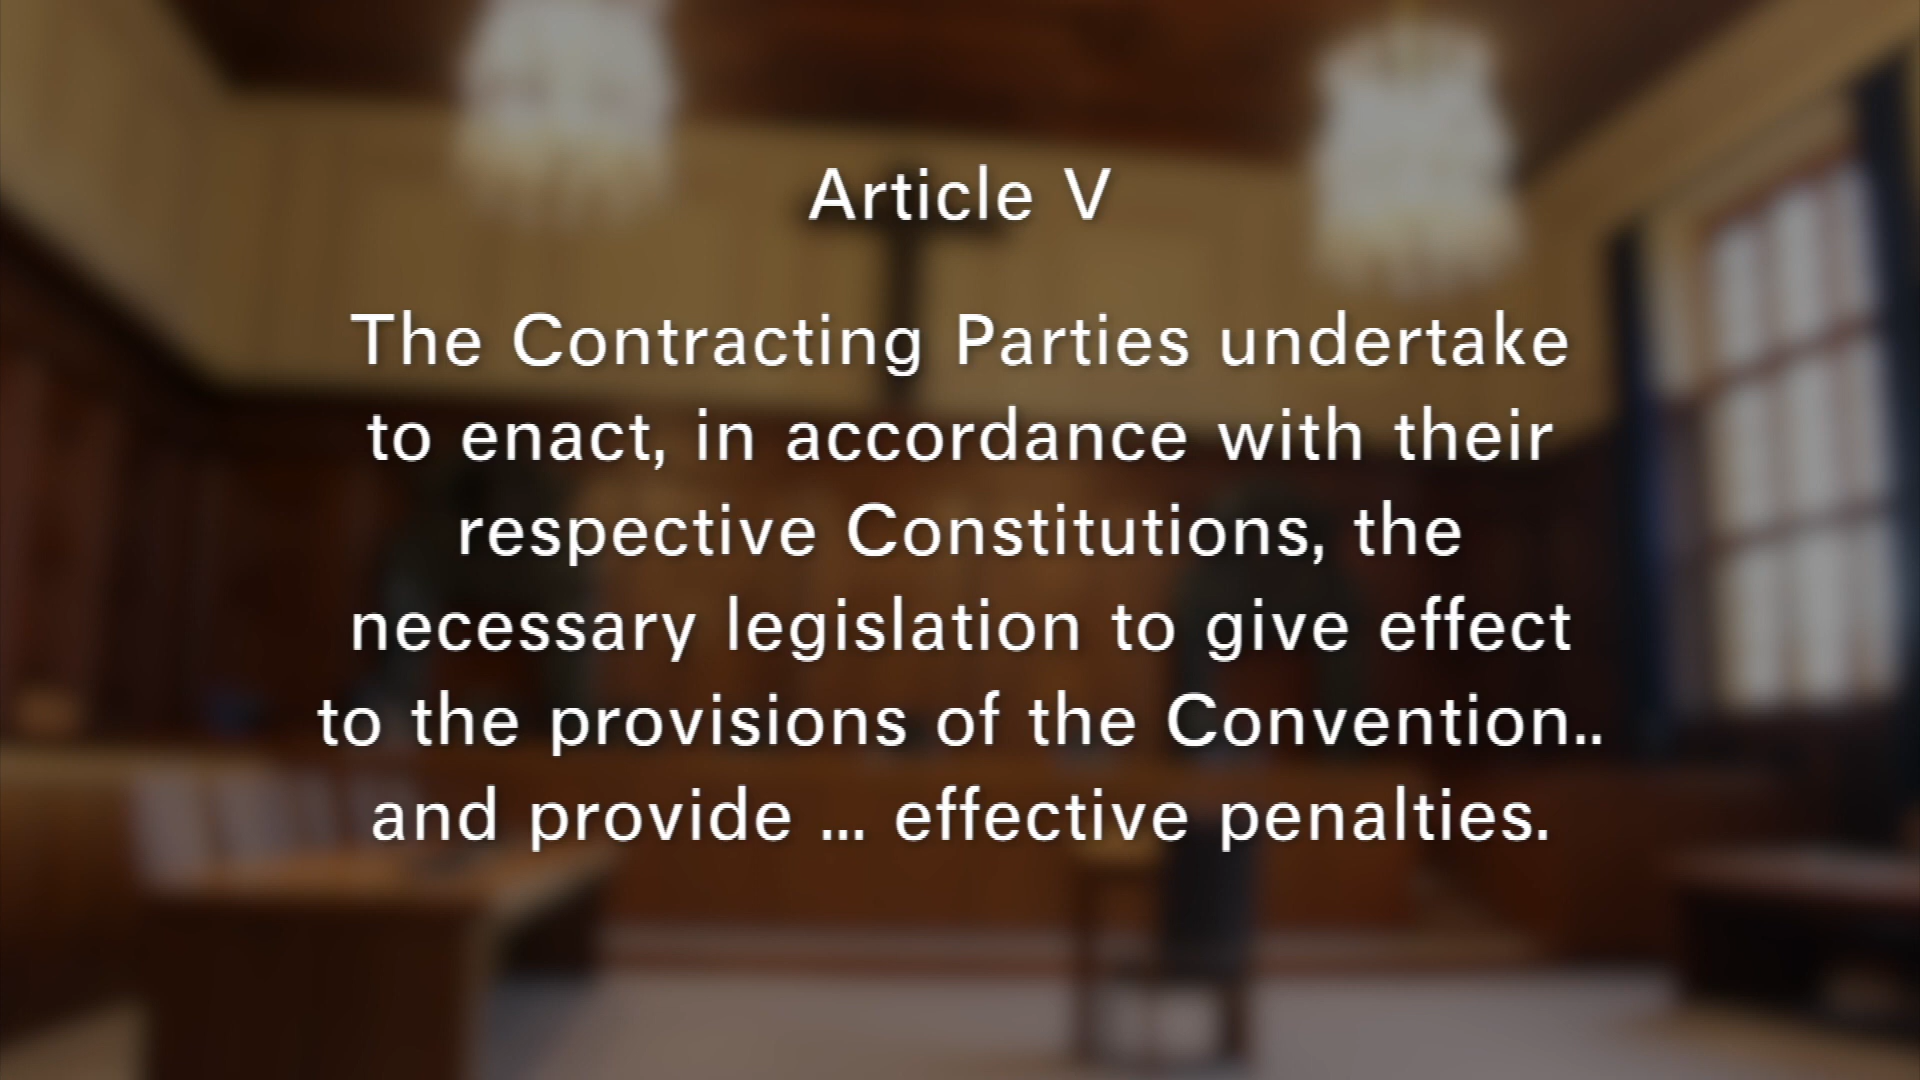 Article V
The Contracting Parties undertake
to enact, in accordance with their
respective Constitutions, the
necessary legislation to give effect
to the provisions of the Convention..
and provide ... effective penalties.